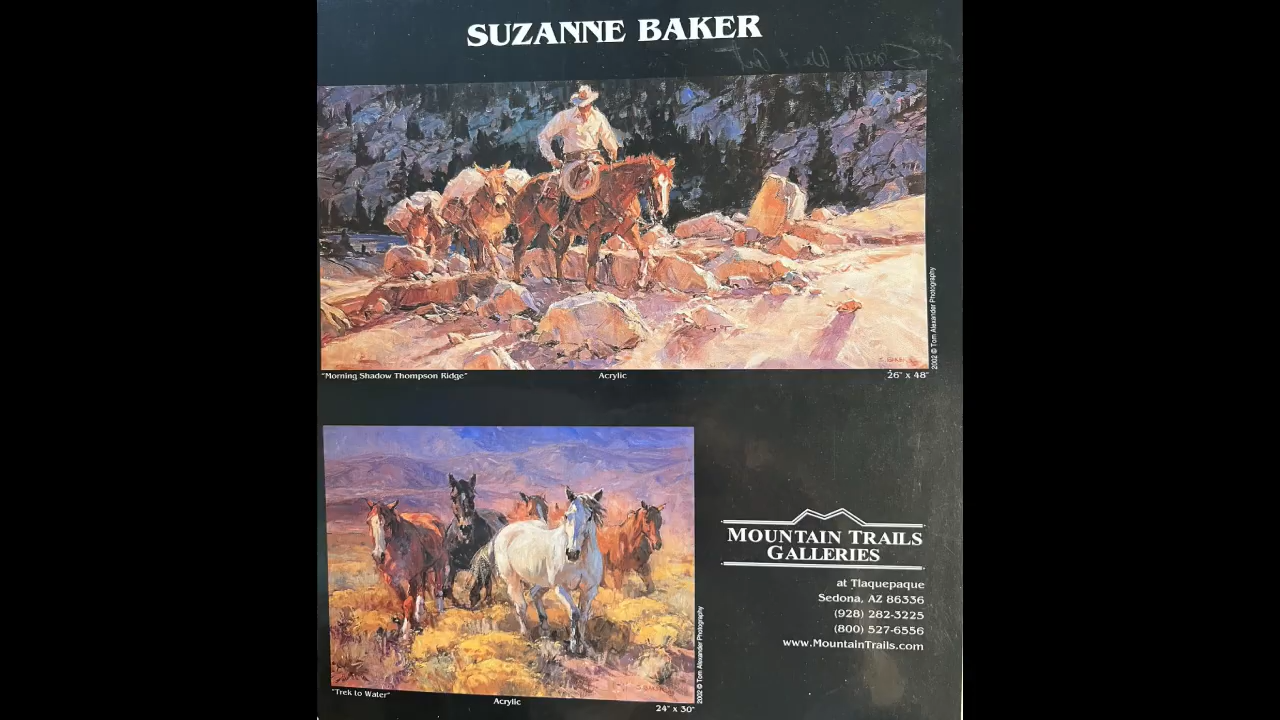 SUZANNE BAKER
2002 © Tom Alexander Photography
"Morning Shadow Thompson Ridge"
Acrylic
26" x 48"
MOUNTAIN TRAILS
GALLERIES
at Tlaquepaque
Sedona, AZ 86336
(928) 282-3225
(800) 527-6556
www.MountainTrails.com
2002 © Tom Alexander Photography
"Trek to Water"
Acrylic
24" x 30"